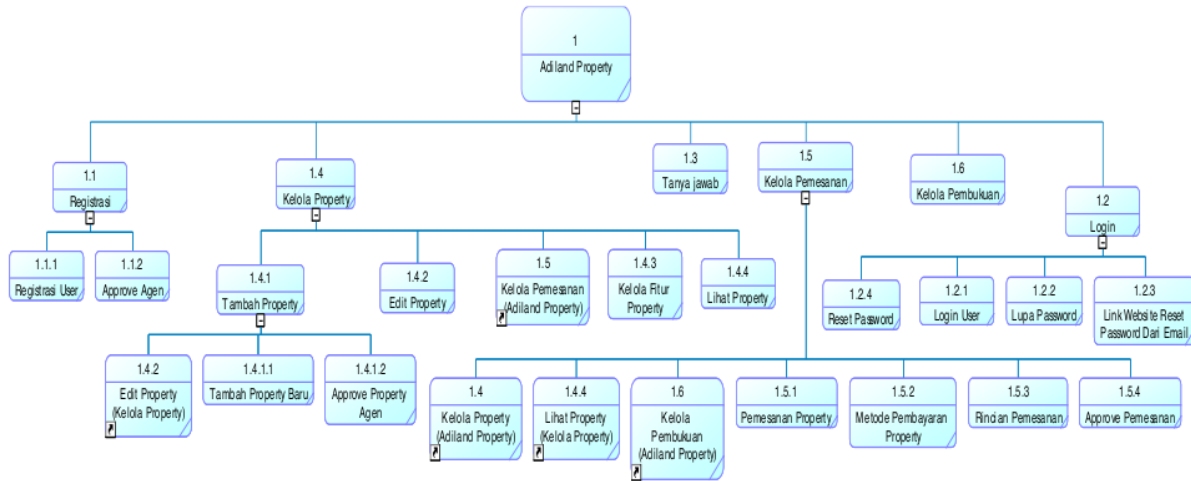 1
Adiland Property
1.1
Registrasi
1.4
Kelola Property
1.3
Tanya jawab
1.5
Kelola Pemesanan
1.6
Kelola Pembukuan
1.2
Login
1.1.1
Registrasi User
1.1.2
Approve Agen
1.4.1
Tambah Property
1.4.2
Edit Property
1.5
Kelola Pemesanan
(Adiland Property)
1.4.3
Kelola Fitur
Property
1.4.4
Lihat Property
1.2.4
Reset Password
1.2.1
Login User
1.2.2
Lupa Password
1.2.3
Link Website Reset
Password Dari Email
1.4.2
Edit Property
(Kelola Property)
1.4.1.1
Tambah Property Baru
1.4.1.2
Approve Property
Agen
1.4
Kelola Property
(Adiland Property)
1.4.4
Lihat Property
(Kelola Property)
1.6
Kelola
Pembukuan
(Adiland Property)
1.5.1
Pemesanan Property
1.5.2
Metode Pembayaran
Property
1.5.3
Rincian Pemesanan
1.5.4
Approve Pemesanan